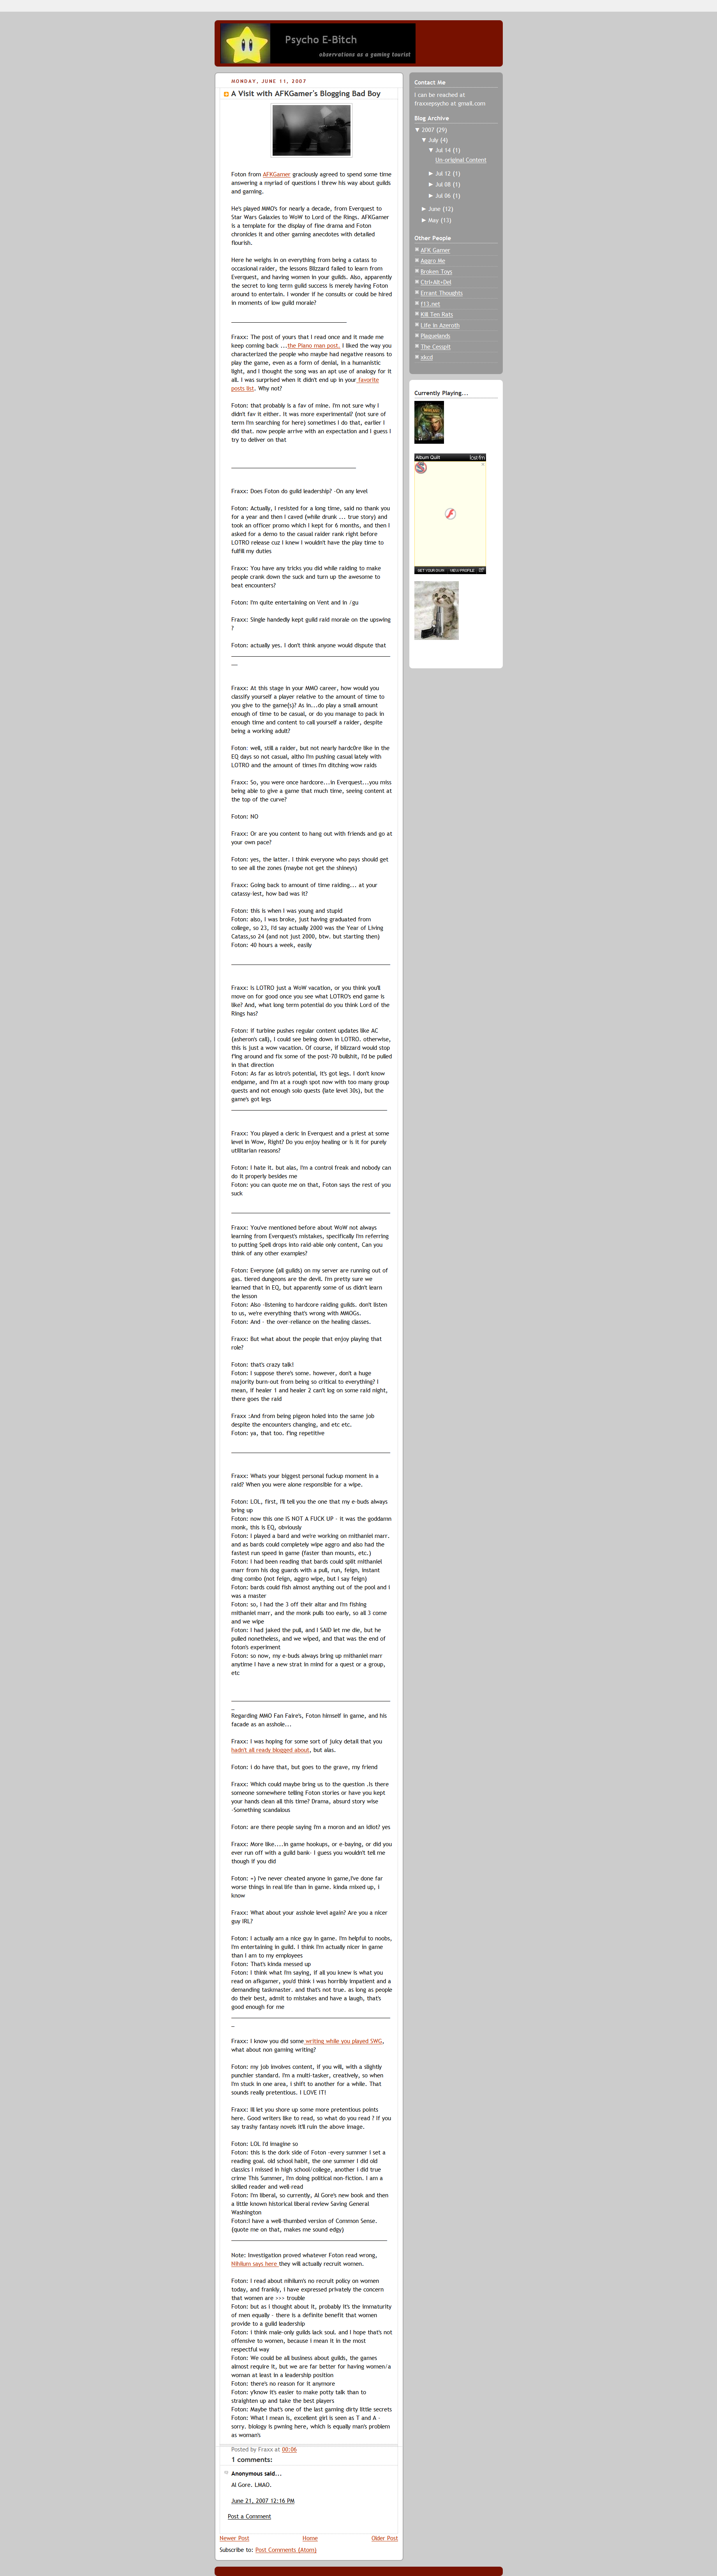 Psycho E-Bitch
observations as a gaming tourist
MONDAY, JUNE 11, 2007
A Visit with AFKGamer's Blogging Bad Boy
Foton from AFKGamer graciously agreed to spend some time
answering a myriad of questions I threw his way about guilds
and gaming.
He's played MMO's for nearly a decade, from Everquest to
Star Wars Galaxies to WoW to Lord of the Rings. AFKGamer
is a template for the display of fine drama and Foton
chronicles it and other gaming anecdotes with detailed
flourish.
Here he weighs in on everything from being a catass to
occasional raider, the lessons Blizzard failed to learn from
Everquest, and having women in your guilds. Also, apparently
the secret to long term guild success is merely having Foton
around to entertain. I wonder if he consults or could be hired
in moments of low guild morale?
Fraxx: The post of yours that I read once and it made me
keep coming back ...the Piano man post. I liked the way you
characterized the people who maybe had negative reasons to
play the game, even as a form of denial, in a humanistic
light, and I thought the song was an apt use of analogy for it
all. I was surprised when it didn't end up in your favorite
posts list. Why not?
Foton: that probably is a fav of mine. I'm not sure why I
didn't fav it either. It was more experimental? (not sure of
term I'm searching for here) sometimes I do that, earlier I
did that. now people arrive with an expectation and I guess I
try to deliver on that
Fraxx: Does Foton do guild leadership? -On any level
Foton: Actually, I resisted for a long time, said no thank you
for a year and then I caved (while drunk ... true story) and
took an officer promo which I kept for 6 months, and then I
asked for a demo to the casual raider rank right before
LOTRO release cuz I knew I wouldn't have the play time to
fulfill my duties
Fraxx: You have any tricks you did while raiding to make
people crank down the suck and turn up the awesome to
beat encounters?
Foton: I'm quite entertaining on Vent and in /gu
Fraxx: Single handedly kept guild raid morale on the upswing
?
Foton: actually yes. I don't think anyone would dispute that
Fraxx: At this stage in your MMO career, how would you
classify yourself a player relative to the amount of time to
you give to the game(s)? As in...do play a small amount
enough of time to be casual, or do you manage to pack in
enough time and content to call yourself a raider, despite
being a working adult?
Foton: well, still a raider, but not nearly hardc0re like in the
EQ days so not casual, altho I'm pushing casual lately with
LOTRO and the amount of times I'm ditching wow raids
Fraxx: So, you were once hardcore...in Everquest...you miss
being able to give a game that much time, seeing content at
the top of the curve?
Foton: NO
Fraxx: Or are you content to hang out with friends and go at
your own pace?
Foton: yes, the latter. I think everyone who pays should get
to see all the zones (maybe not get the shineys)
Fraxx: Going back to amount of time raiding... at your
catassy-iest, how bad was it?
Foton: this is when I was young and stupid
Foton: also, I was broke, just having graduated from
college, so 23, I'd say actually 2000 was the Year of Living
Catass,so 24 (and not just 2000, btw. but starting then)
Foton: 40 hours a week, easily
Fraxx: Is LOTRO just a WoW vacation, or you think you'll
move on for good once you see what LOTRO's end game is
like? And, what long term potential do you think Lord of the
Rings has?
Foton: if turbine pushes regular content updates like AC
(asheron's call), I could see being down in LOTRO. otherwise,
this is just a wow vacation. Of course, if blizzard would stop
f'ing around and fix some of the post-70 bullshit, I'd be pulled
in that direction
Foton: As far as lotro's potential, it's got legs. I don't know
endgame, and I'm at a rough spot now with too many group
quests and not enough solo quests (late level 30s), but the
game's got legs
Fraxx: You played a cleric in Everquest and a priest at some
level in Wow, Right? Do you enjoy healing or is it for purely
utilitarian reasons?
Foton: I hate it. but alas, I'm a control freak and nobody can
do it properly besides me
Foton: you can quote me on that, Foton says the rest of you
suck
Fraxx: You've mentioned before about WoW not always
learning from Everquest's mistakes, specifically I'm referring
to putting Spell drops into raid-able only content, Can you
think of any other examples?
Foton: Everyone (all guilds) on my server are running out of
gas. tiered dungeons are the devil. I'm pretty sure we
learned that in EQ, but apparently some of us didn't learn
the lesson
Foton: Also -listening to hardcore raiding guilds. don't listen
to us, we're everything that's wrong with MMOGs.
Foton: And - the over-reliance on the healing classes.
Fraxx: But what about the people that enjoy playing that
role?
Foton: that's crazy talk!
Foton: I suppose there's some. however, don't a huge
majority burn-out from being so critical to everything? I
mean, if healer 1 and healer 2 can't log on some raid night,
there goes the raid
Fraxx :And from being pigeon holed into the same job
despite the encounters changing, and etc etc.
Foton: ya, that too. f'ing repetitive
Fraxx: Whats your biggest personal fuckup moment in a
raid? When you were alone responsible for a wipe.
Foton: LOL, first, I'll tell you the one that my e-buds always
bring up
Foton: now this one IS NOT A FUCK UP - it was the goddamn
monk, this is EQ, obviously
Foton: I played a bard and we're working on mithaniel marr.
and as bards could completely wipe aggro and also had the
fastest run speed in game (faster than mounts, etc.)
Foton: I had been reading that bards could split mithaniel
marr from his dog guards with a pull, run, feign, instant
dmg combo (not feign, aggro wipe, but I say feign)
Foton: bards could fish almost anything out of the pool and I
was a master
Foton: so, I had the 3 off their altar and I'm fishing
mithaniel marr, and the monk pulls too early, so all 3 come
and we wipe
Foton: I had jaked the pull, and I SAID let me die, but he
pulled nonetheless, and we wiped, and that was the end of
foton's experiment
Foton: so now, my e-buds always bring up mithaniel marr
anytime I have a new strat in mind for a quest or a group,
etc
Regarding MMO Fan Faire's, Foton himself in game, and his
facade as an asshole...
Fraxx: I was hoping for some sort of juicy detail that you
hadn't all ready blogged about, but alas.
Foton: I do have that, but goes to the grave, my friend
Fraxx: Which could maybe bring us to the question .Is there
someone somewhere telling Foton stories or have you kept
your hands clean all this time? Drama, absurd story wise
-Something scandalous
Foton: are there people saying I'm a moron and an idiot? yes
Fraxx: More like....in game hookups, or e-baying, or did you
ever run off with a guild bank- I guess you wouldn't tell me
though if you did
Foton: =) I've never cheated anyone in game,I've done far
worse things in real life than in game. kinda mixed up, I
know
Fraxx: What about your asshole level again? Are you a nicer
guy IRL?
Foton: I actually am a nice guy in game. I'm helpful to noobs,
I'm entertaining in guild. I think I'm actually nicer in game
than I am to my employees
Foton: That's kinda messed up
Foton: I think what I'm saying, if all you knew is what you
read on afkgamer, you'd think I was horribly impatient and a
demanding taskmaster. and that's not true. as long as people
do their best, admit to mistakes and have a laugh, that's
good enough for me
Fraxx: I know you did some writing while you played SWG,
what about non gaming writing?
Foton: my job involves content, if you will, with a slightly
punchier standard. I'm a multi-tasker, creatively, so when
I'm stuck in one area, I shift to another for a while. That
sounds really pretentious. I LOVE IT!
Fraxx: Ill let you shore up some more pretentious points
here. Good writers like to read, so what do you read ? If you
say trashy fantasy novels it'll ruin the above image.
Foton: LOL I'd imagine so
Foton: this is the dark side of Foton -every summer I set a
reading goal. old school habit, the one summer I did old
classics I missed in high school/college, another I did true
crime This Summer, I'm doing political non-fiction. I am a
skilled reader and well-read
Foton: I'm liberal, so currently, Al Gore's new book and then
a little known historical liberal review Saving General
Washington
Foton:I have a well-thumbed version of Common Sense.
(quote me on that, makes me sound edgy)
Note: Investigation proved whatever Foton read wrong,
Nihilum says here they will actually recruit women.
Foton: I read about nihilum's no recruit policy on women
today, and frankly, I have expressed privately the concern
that women are >>> trouble
Foton: but as I thought about it, probably it's the immaturity
of men equally - there is a definite benefit that women
provide to a guild leadership
Foton: I think male-only guilds lack soul. and I hope that's not
offensive to women, because I mean it in the most
respectful way
Foton: We could be all business about guilds, the games
almost require it, but we are far better for having women/a
woman at least in a leadership position
Foton: there's no reason for it anymore
Foton: y'know it's easier to make potty talk than to
straighten up and take the best players
Foton: Maybe that's one of the last gaming dirty little secrets
Foton: What I mean is, excellent girl is seen as T and A -
sorry. biology is pwning here, which is equally man's problem
as woman's
Posted by Fraxx at 00:06
1 comments:
Anonymous said...
Al Gore. LMAO.
June 21, 2007 12:16 PM
Post a Comment
Newer Post Home Older Post
Subscribe to: Post Comments (Atom)
Contact Me
I can be reached at
fraxxepsycho at gmail.com
Blog Archive
▼ 2007 (29)
▼ July (4)
▼ Jul 14 (1)
Un-original Content
► Jul 12 (1)
► Jul 08 (1)
► Jul 06 (1)
► June (12)
► May (13)
Other People
AFK Gamer
Aggro Me
Broken Toys
Ctrl+Alt+Del
Errant Thoughts
f13.net
Kill Ten Rats
Life in Azeroth
Plaguelands
The Cesspit
xkcd
Currently Playing...
Album Quilt last.fm
GET YOUR OWN VIEW PROFILE